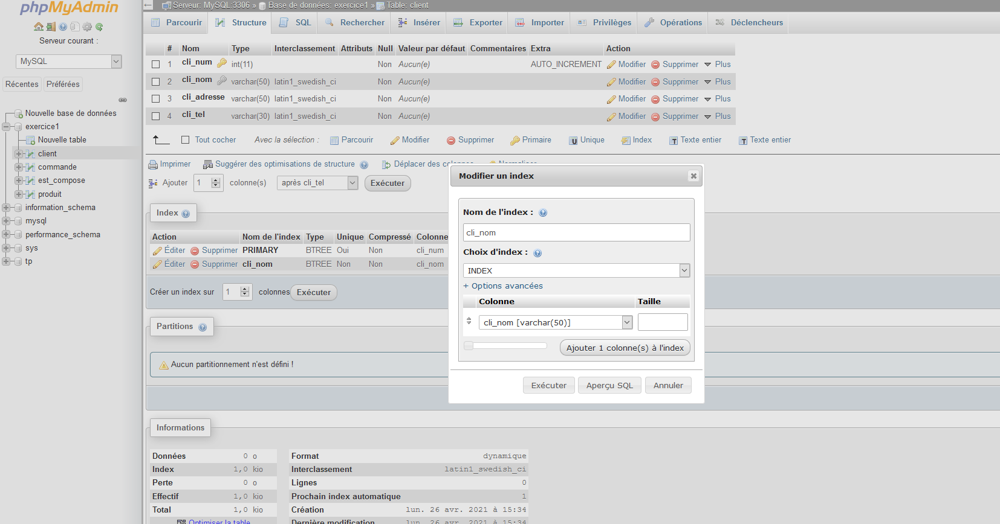 phpMyAdmin
Serveur courant :
MySQL
Récentes Préférées
Nouvelle base de données
exercice1
Nouvelle table
client
commande
est_compose
produit
information_schema
mysql
performance_schema
sys
tp
Serveur: MySQL:3306 » Base de données: exercice1 » Table: client
Parcourir Structure SQL Rechercher Insérer Exporter Importer Privilèges Opérations Déclencheurs
# Nom Type Interclassement Attributs Null Valeur par défaut Commentaires Extra Action
1 cli_num int(11) Non Aucun(e) AUTO_INCREMENT Modifier Supprimer Plus
2 cli_nom varchar(50) latin1_swedish_ci Non Aucun(e) Modifier Supprimer Plus
3 cli_adresse varchar(50) latin1_swedish_ci Non Aucun(e) Modifier Supprimer Plus
4 cli_tel varchar(30) latin1_swedish_ci Non Aucun(e) Modifier Supprimer Plus
Tout cocher Avec la sélection : Parcourir Modifier Supprimer Primaire Unique Index Texte entier Texte entier
Imprimer Suggérer des optimisations de structure Déplacer des colonnes Normaliser
Ajouter 1 colonne(s) après cli_tel Exécuter
Index
Action Nom de l'index Type Unique Compressé Colonne
Éditer Supprimer PRIMARY BTREE Oui Non cli_num
Éditer Supprimer cli_nom BTREE Non Non cli_nom
Créer un index sur 1 colonnes Exécuter
Partitions
Aucun partitionnement n'est défini !
Informations
Données 0 o
Index 1,0 kio
Perte 0 o
Effectif 1,0 kio
Total 1,0 kio
Optimiser la table
Format dynamique
Interclassement latin1_swedish_ci
Lignes 0
Prochain index automatique 1
Création lun. 26 avr. 2021 à 15:34
Dernière modification lun. 26 avr. 2021 à 15:34
Modifier un index
Nom de l'index :
cli_nom
Choix d'index :
INDEX
+ Options avancées
Colonne Taille
cli_nom [varchar(50)]
Ajouter 1 colonne(s) à l'index
Exécuter Aperçu SQL Annuler